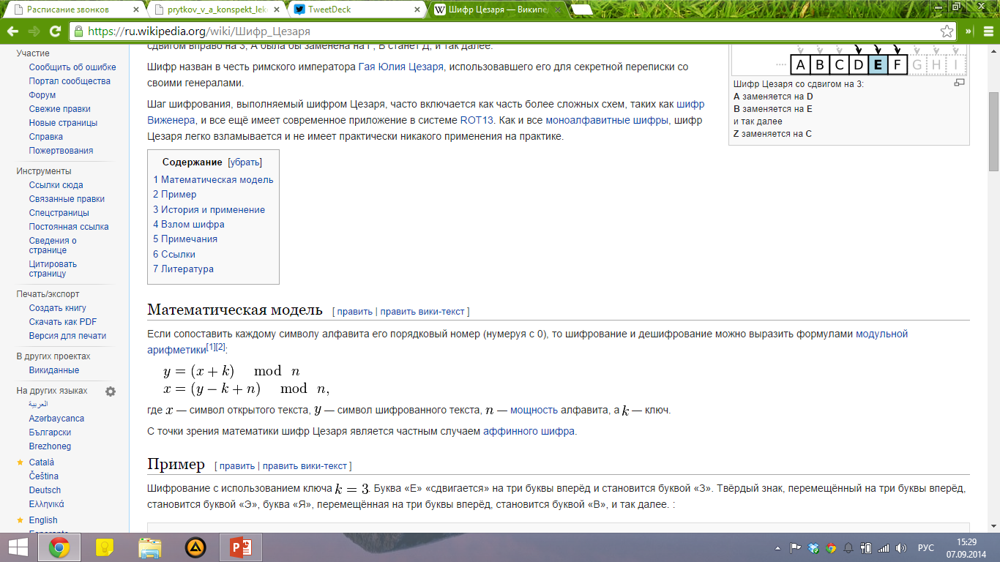 Расписание звонков
prytkov_v_a_konspekt_lek
TweetDeck
Шифр Цезаря — Википе
https://ru.wikipedia.org/wiki/Шифр_Цезаря
Участие
Сообщить об ошибке
Портал сообщества
Форум
Свежие правки
Новые страницы
Справка
Пожертвования
Инструменты
Ссылки сюда
Связанные правки
Спецстраницы
Постоянная ссылка
Сведения о
странице
Цитировать
страницу
Печать/экспорт
Создать книгу
Скачать как PDF
Версия для печати
В других проектах
Викиданные
На других языках
العربية
Azərbaycanca
Български
Brezhoneg
Català
Čeština
Deutsch
Ελληνικά
English
Esperanto
сдвигом вправо на 3, А была бы заменена на Г, Б станет Д, и так далее.
Шифр назван в честь римского императора Гая Юлия Цезаря, использовавшего его для секретной переписки со
своими генералами.
Шаг шифрования, выполняемый шифром Цезаря, часто включается как часть более сложных схем, таких как шифр
Виженера, и все ещё имеет современное приложение в системе ROT13. Как и все моноалфавитные шифры, шифр
Цезаря легко взламывается и не имеет практически никакого применения на практике.
A B C D E F G H I
Шифр Цезаря со сдвигом на 3:
A заменяется на D
B заменяется на E
и так далее
Z заменяется на C
Содержание [убрать]
1 Математическая модель
2 Пример
3 История и применение
4 Взлом шифра
5 Примечания
6 Ссылки
7 Литература
Математическая модель [ править | править вики-текст ]
Если сопоставить каждому символу алфавита его порядковый номер (нумеруя с 0), то шифрование и дешифрование можно выразить формулами модульной
арифметики[1][2]:
y = (x + k) mod n
x = (y − k + n) mod n,
где x — символ открытого текста, y — символ шифрованного текста, n — мощность алфавита, а k — ключ.
С точки зрения математики шифр Цезаря является частным случаем аффинного шифра.
Пример [ править | править вики-текст ]
Шифрование с использованием ключа k = 3. Буква «Е» «сдвигается» на три буквы вперёд и становится буквой «З». Твёрдый знак, перемещённый на три буквы вперёд,
становится буквой «Э», буква «Я», перемещённая на три буквы вперёд, становится буквой «В», и так далее. :
РУС
15:29
07.09.2014